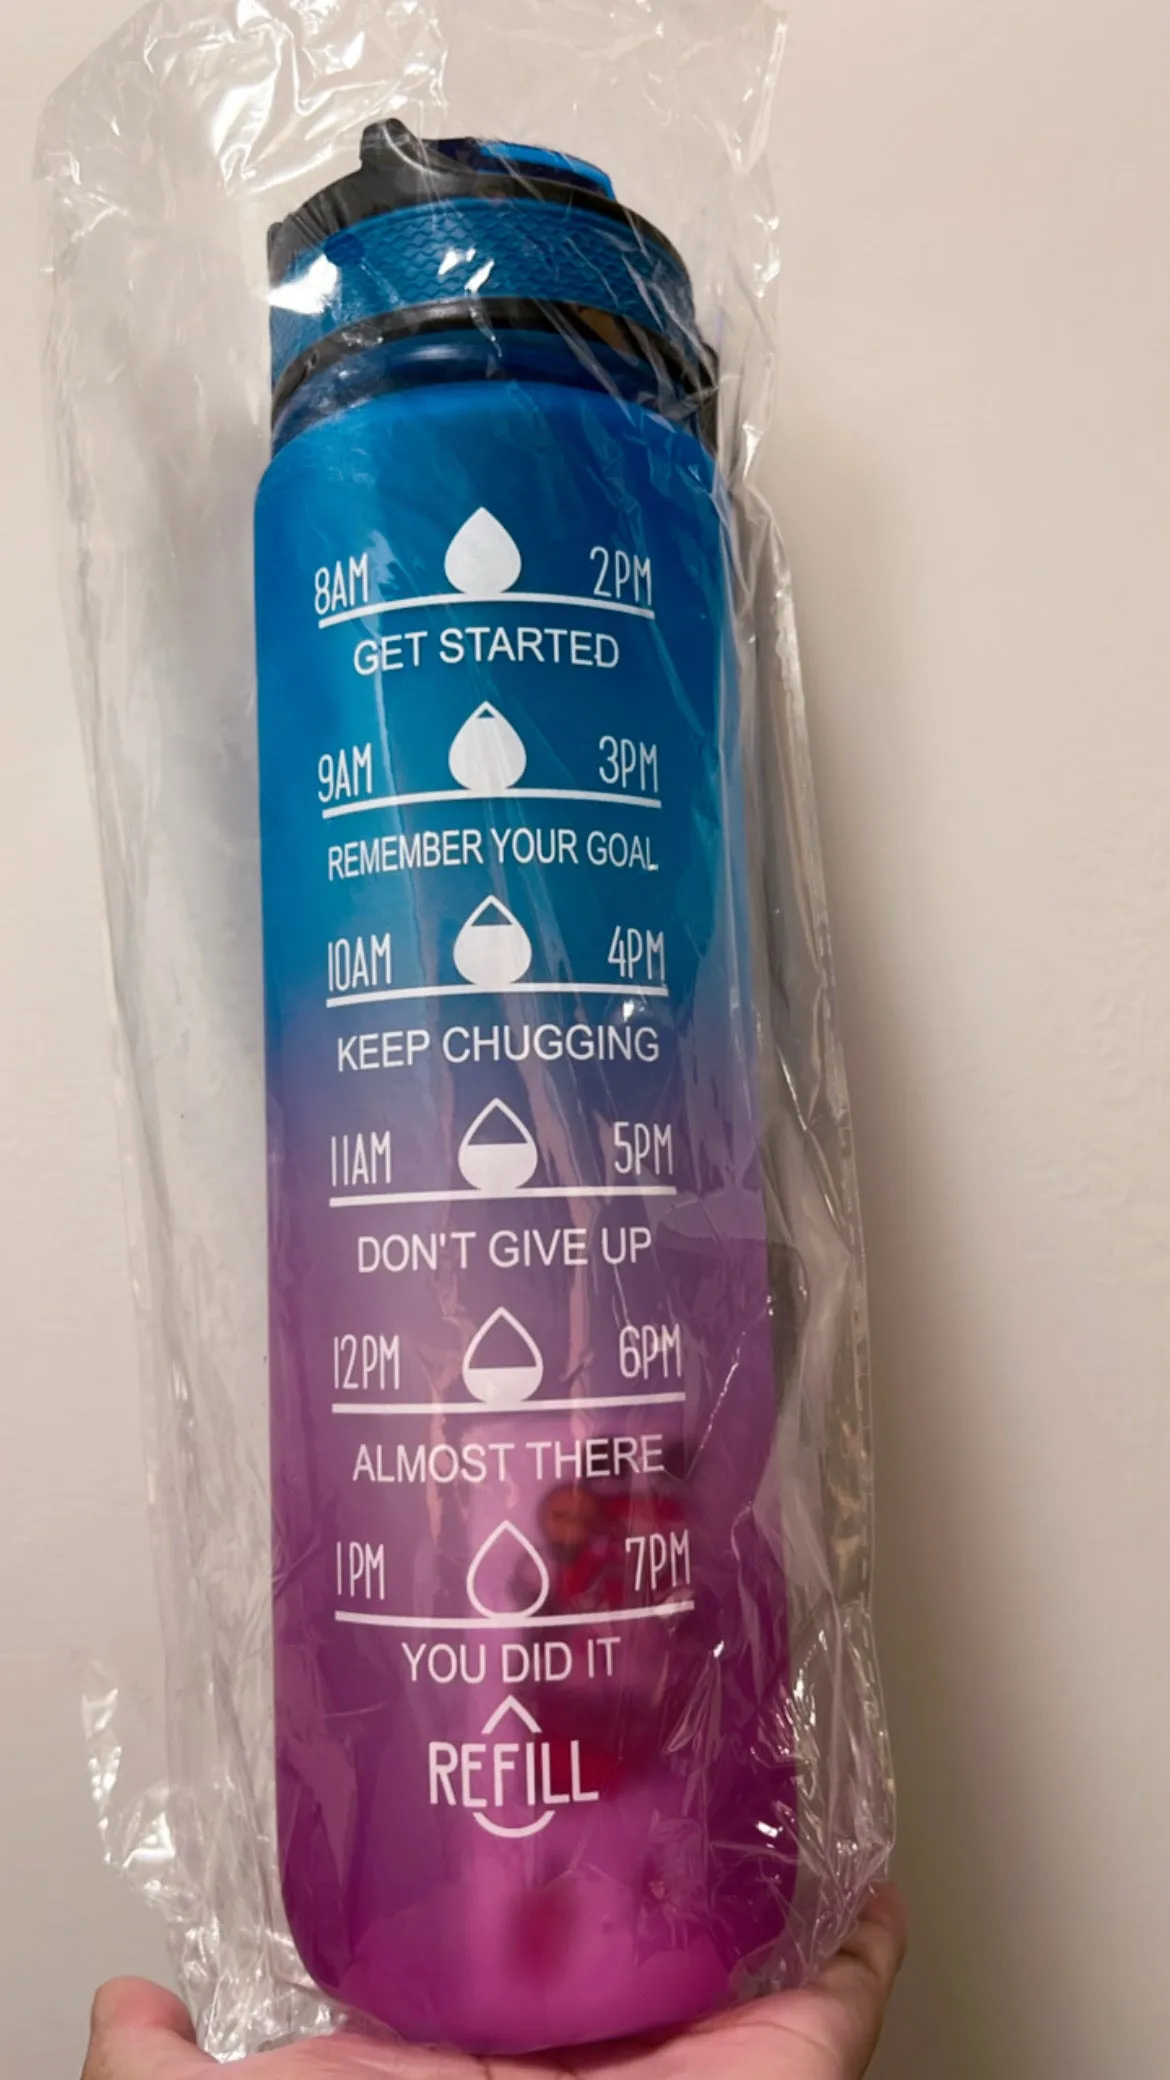 8AM 2PM
GET STARTED
9AM 3PM
REMEMBER YOUR GOAL
10AM 4PM
KEEP CHUGGING
11AM 5PM
DON'T GIVE UP
12PM 6PM
ALMOST THERE
1PM 7PM
YOU DID IT
REFILL